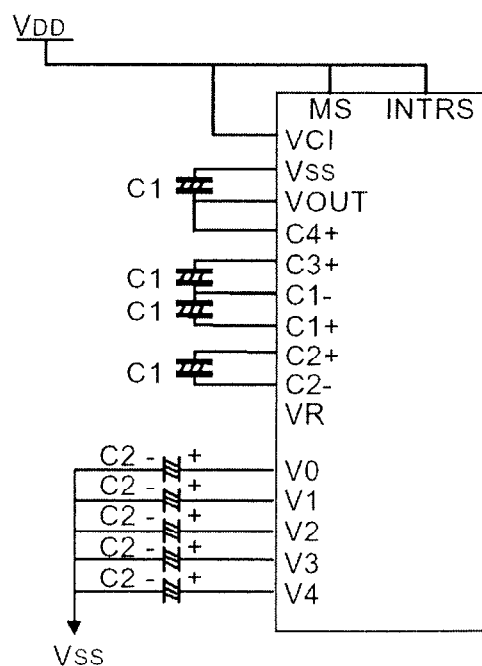 VDD
MS INTRS
VCI
VSS
C1
VOUT
C4+
C3+
C1
C1-
C1
C1+
C2+
C1
C2-
VR
C2 - + V0
C2 - + V1
C2 - + V2
C2 - + V3
C2 - + V4
VSS